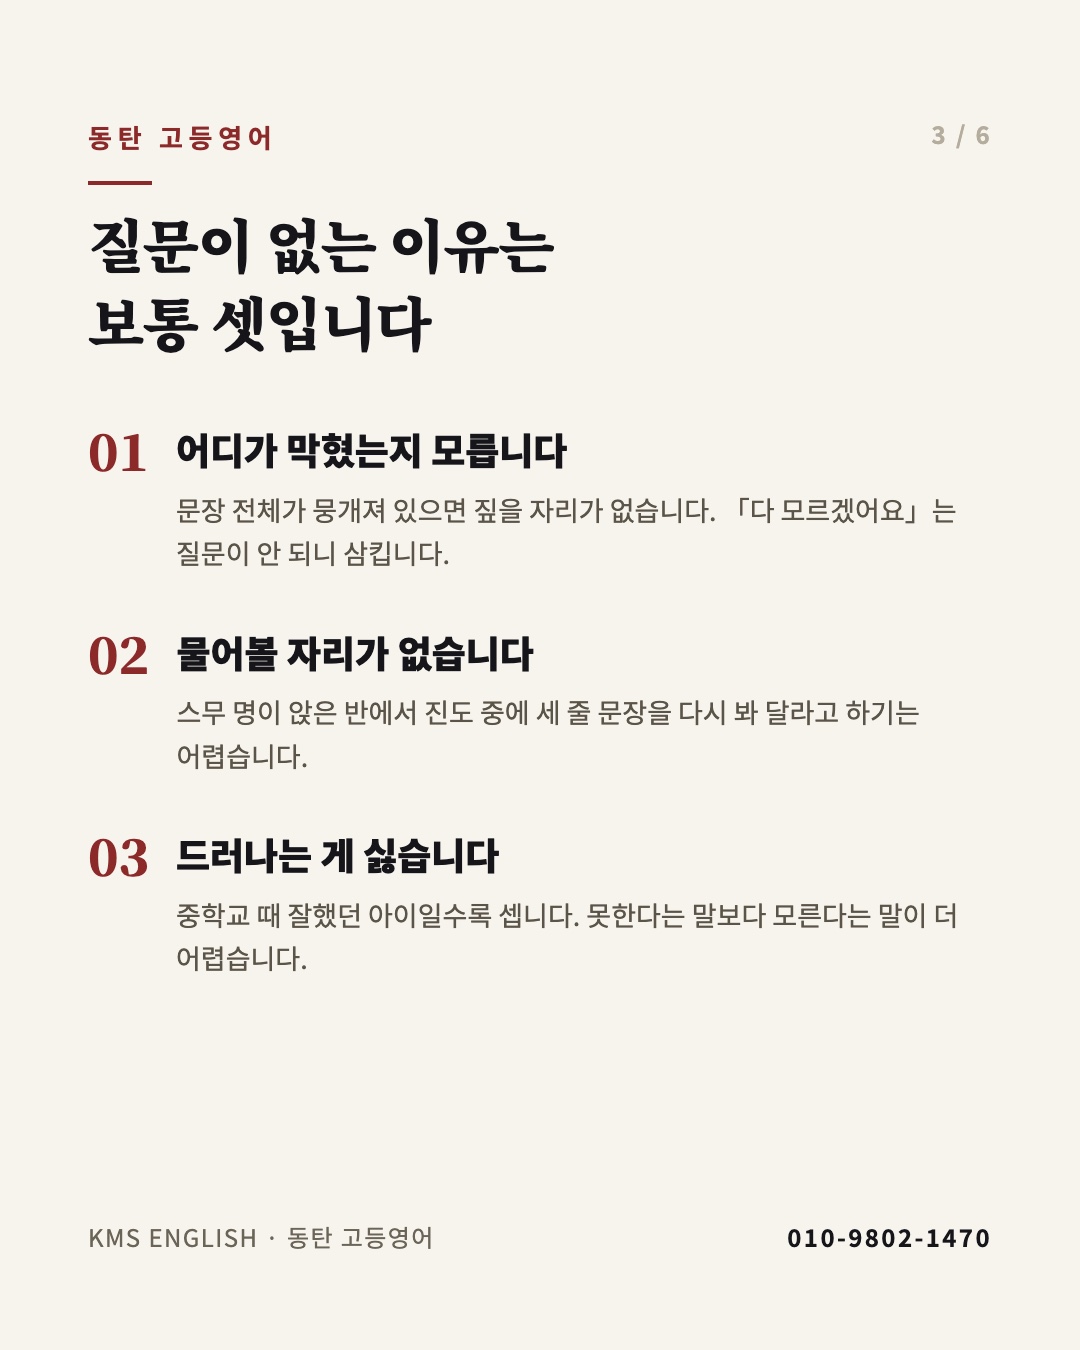 동탄 고등영어
3 / 6
질문이 없는 이유는
보통 셋입니다
01 어디가 막혔는지 모릅니다
문장 전체가 뭉개져 있으면 짚을 자리가 없습니다. 「다 모르겠어요」는
질문이 안 되니 삼킵니다.
02 물어볼 자리가 없습니다
스무 명이 앉은 반에서 진도 중에 세 줄 문장을 다시 봐 달라고 하기는
어렵습니다.
03 드러나는 게 싫습니다
중학교 때 잘했던 아이일수록 셉니다. 못한다는 말보다 모른다는 말이 더
어렵습니다.
KMS ENGLISH · 동탄 고등영어
010-9802-1470